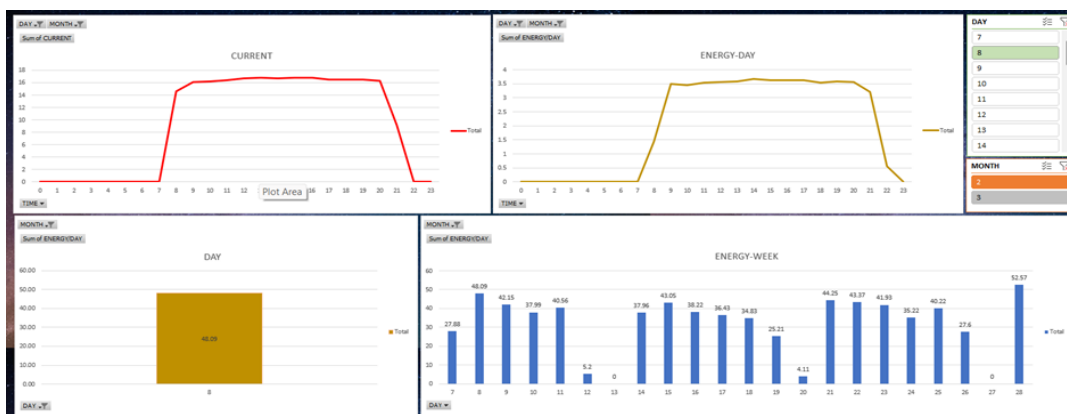 DAY MONTH
Sum of CURRENT
CURRENT
18
16
14
12
10
8
6
4
2
0
0 1 2 3 4 5 6 7 8 9 10 11 12 16 17 18 19 20 21 22 23
Plot Area
Total
TIME
DAY MONTH
Sum of ENERGY/DAY
ENERGY-DAY
4
3.5
3
2.5
2
1.5
1
0.5
0
0 1 2 3 4 5 6 7 8 9 10 11 12 13 14 15 16 17 18 19 20 21 22 23
Total
TIME
DAY
7
8
9
10
11
12
13
14
MONTH
2
3
MONTH
Sum of ENERGY/DAY
DAY
60.00
50.00
40.00
30.00
20.00
10.00
0.00
48.09
8
Total
DAY
MONTH
Sum of ENERGY/DAY
ENERGY-WEEK
60
50
40
30
20
10
0
27.88 48.09 42.15 37.99 40.56 5.2 0 37.96 43.05 38.22 36.43 34.83 25.21 4.11 44.25 43.37 41.93 35.22 40.22 27.6 0 52.57
7 8 9 10 11 12 13 14 15 16 17 18 19 20 21 22 23 24 25 26 27 28
Total
DAY